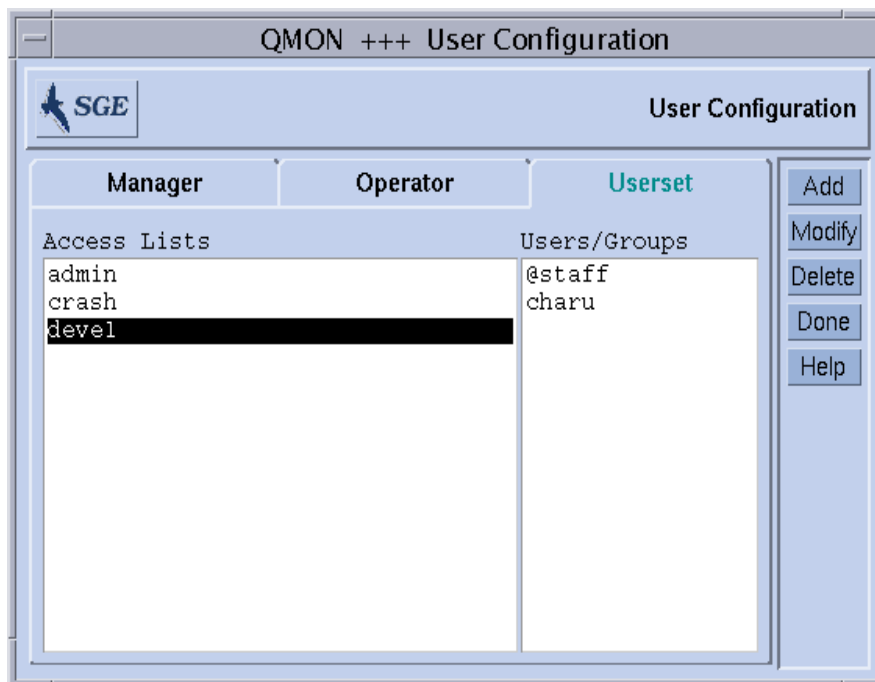 QMON +++ User Configuration
SGE
User Configuration
Manager
Operator
Userset
Access Lists
admin
crash
devel
Users/Groups
@staff
charu
Add
Modify
Delete
Done
Help